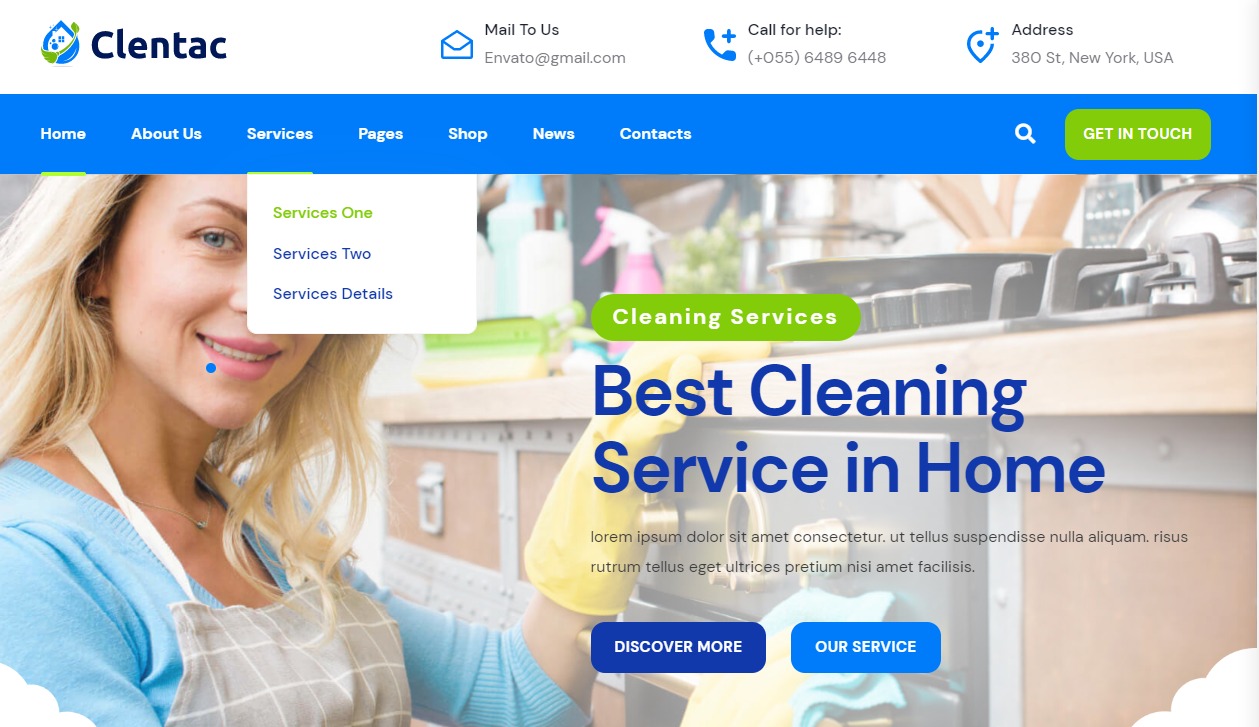 Clentac
Mail To Us
Envato@gmail.com
Call for help:
(+055) 6489 6448
Address
380 St, New York, USA
Home
About Us
Services
Pages
Shop
News
Contacts
GET IN TOUCH
Services One
Services Two
Services Details
Cleaning Services
Best Cleaning
Service in Home
lorem ipsum dolor sit amet consectetur. ut tellus suspendisse nulla aliquam. risus
rutrum tellus eget ultrices pretium nisi amet facilisis.
DISCOVER MORE
OUR SERVICE